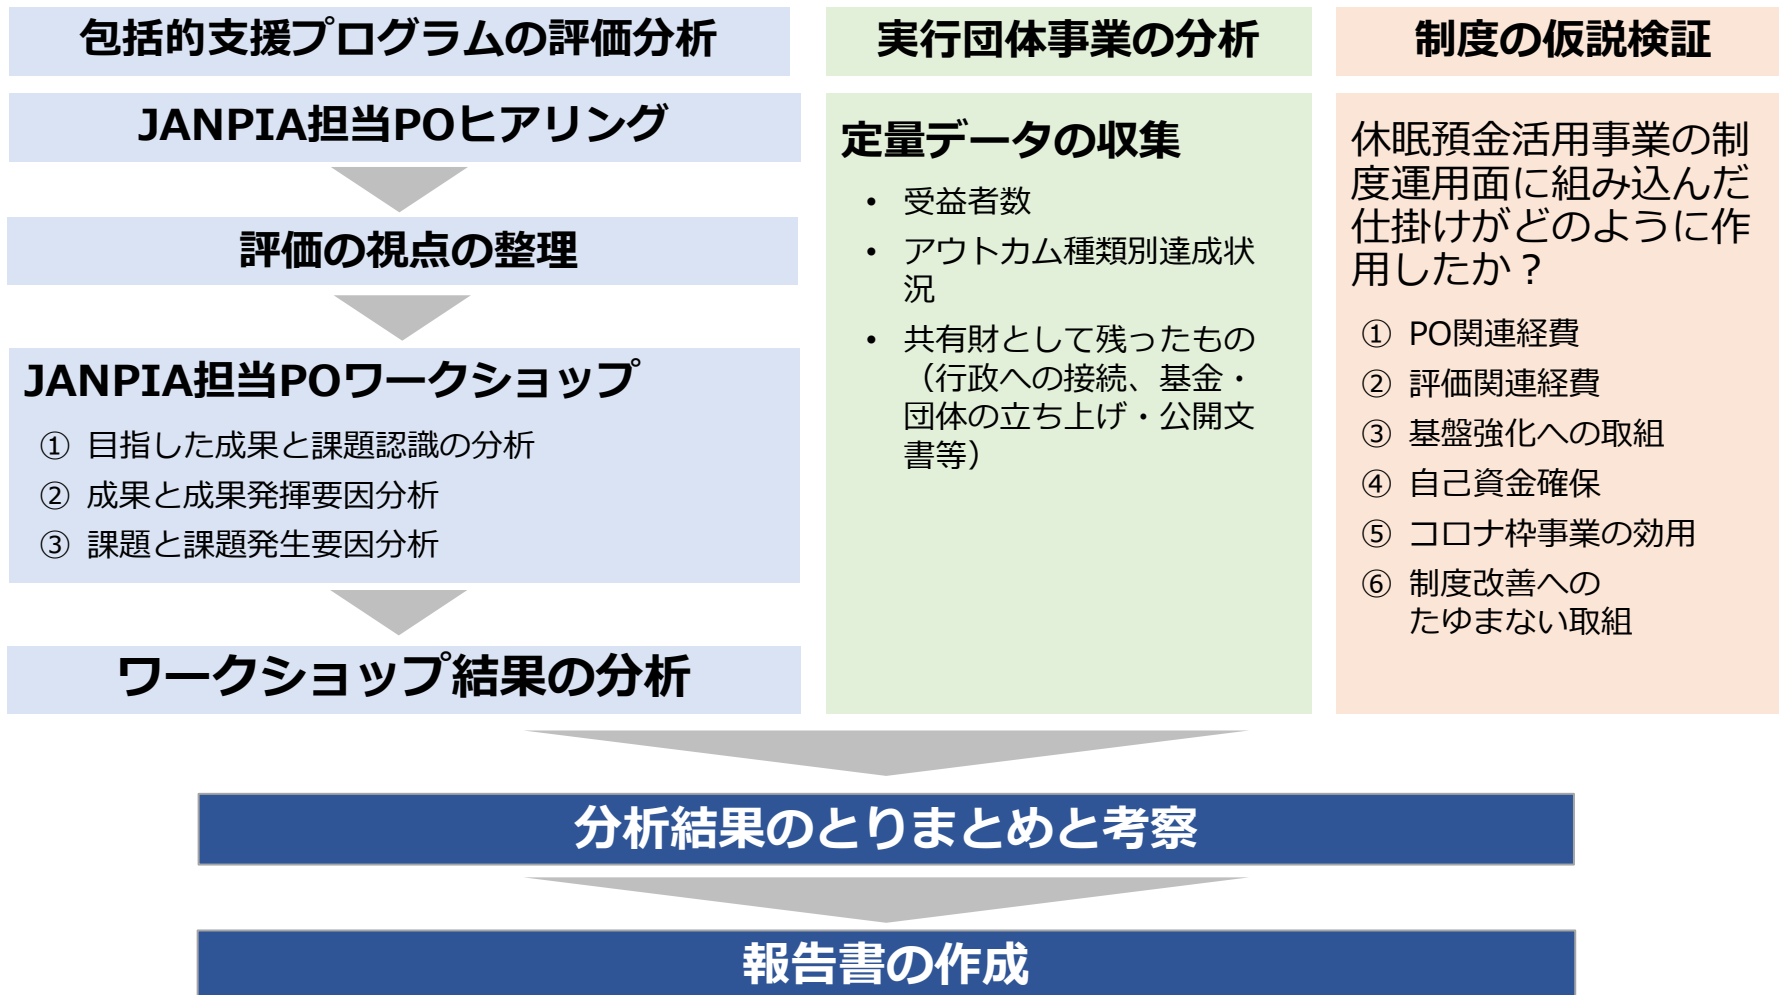 包括的支援プログラムの評価分析
JANPIA担当POヒアリング
評価の視点の整理
JANPIA担当POワークショップ
① 目指した成果と課題認識の分析
② 成果と成果発揮要因分析
③ 課題と課題発生要因分析
ワークショップ結果の分析
実行団体事業の分析
定量データの収集
• 受益者数
• アウトカム種類別達成状
況
• 共有財として残ったもの
（行政への接続、基金・
団体の立ち上げ・公開文
書等）
制度の仮説検証
休眠預金活用事業の制
度運用面に組み込んだ
仕掛けがどのように作
用したか？
① PO関連経費
② 評価関連経費
③ 基盤強化への取組
④ 自己資金確保
⑤ コロナ枠事業の効用
⑥ 制度改善への
たゆまない取組
分析結果のとりまとめと考察
報告書の作成